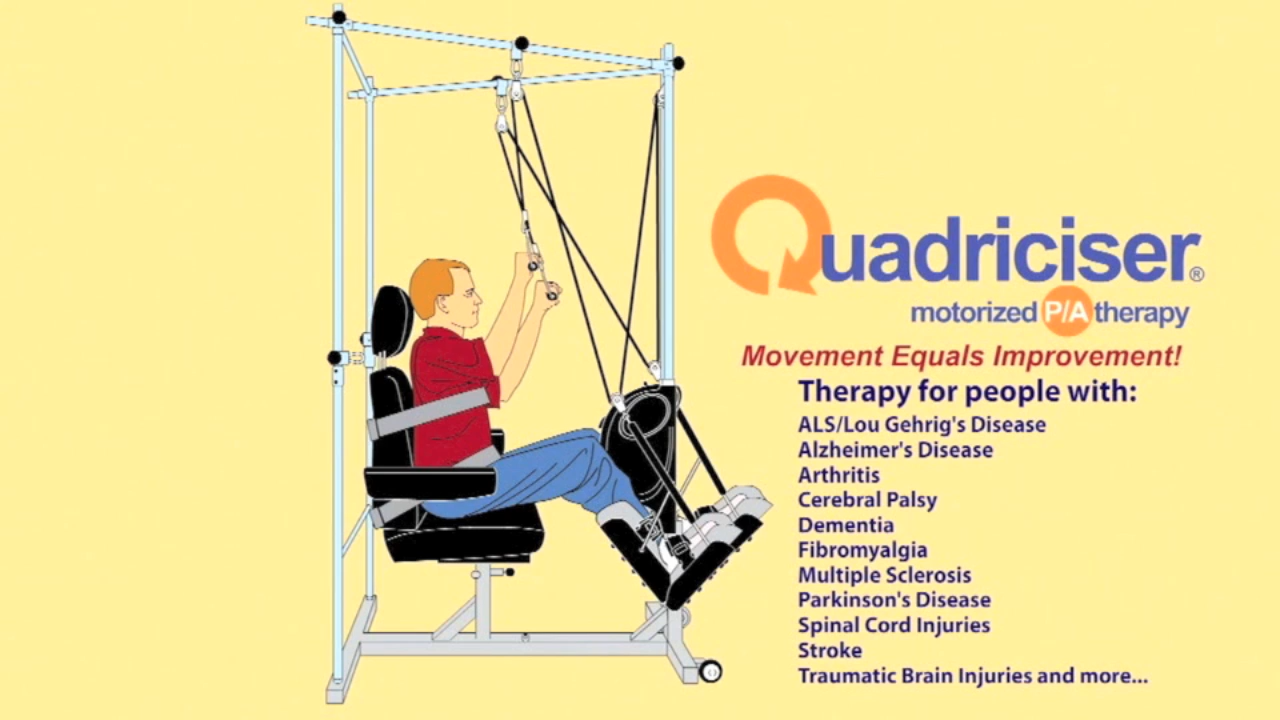 Quadriciser®
motorized P/A therapy
Movement Equals Improvement!
Therapy for people with:
ALS/Lou Gehrig's Disease
Alzheimer's Disease
Arthritis
Cerebral Palsy
Dementia
Fibromyalgia
Multiple Sclerosis
Parkinson's Disease
Spinal Cord Injuries
Stroke
Traumatic Brain Injuries and more...